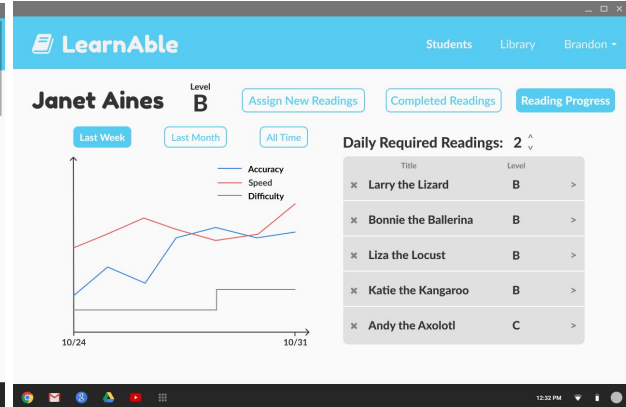 LearnAble
Students Library Brandon
Janet Aines
Level
B
Assign New Readings
Completed Readings
Reading Progress
Last Week
Last Month
All Time
Accuracy
Speed
Difficulty
10/24
10/31
Daily Required Readings: 2
Title Level
Larry the Lizard B
Bonnie the Ballerina B
Liza the Locust B
Katie the Kangaroo B
Andy the Axolotl C
12:32 PM